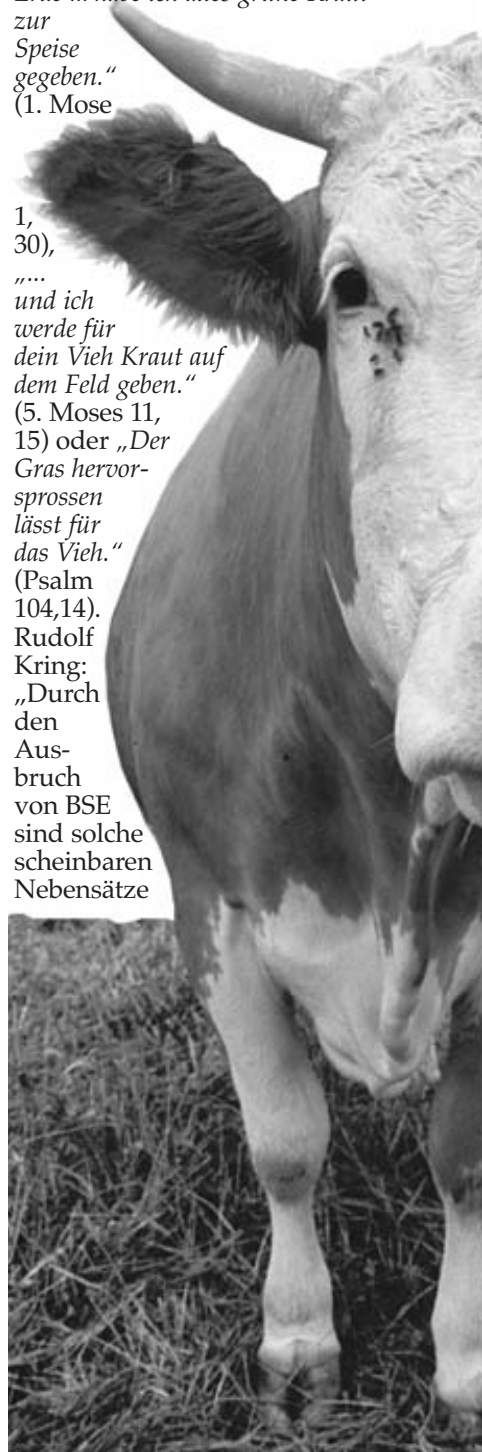 zur
Speise
gegeben.“
(1. Mose
1,
30),
„...
und ich
werde für
dein Vieh Kraut auf
dem Feld geben.“
(5. Moses 11,
15) oder „Der
Gras hervor-
sprossen
lässt für
das Vieh.“
(Psalm
104,14).
Rudolf
Kring:
„Durch
den
Aus-
bruch
von BSE
sind solche
scheinbaren
Nebensätze